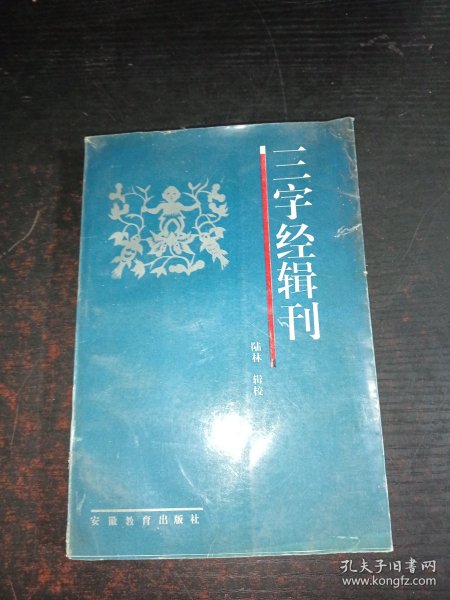 三字经辑刊
陆林 辑校
安徽教育出版社
孔夫子旧书网
www.kongfz.com